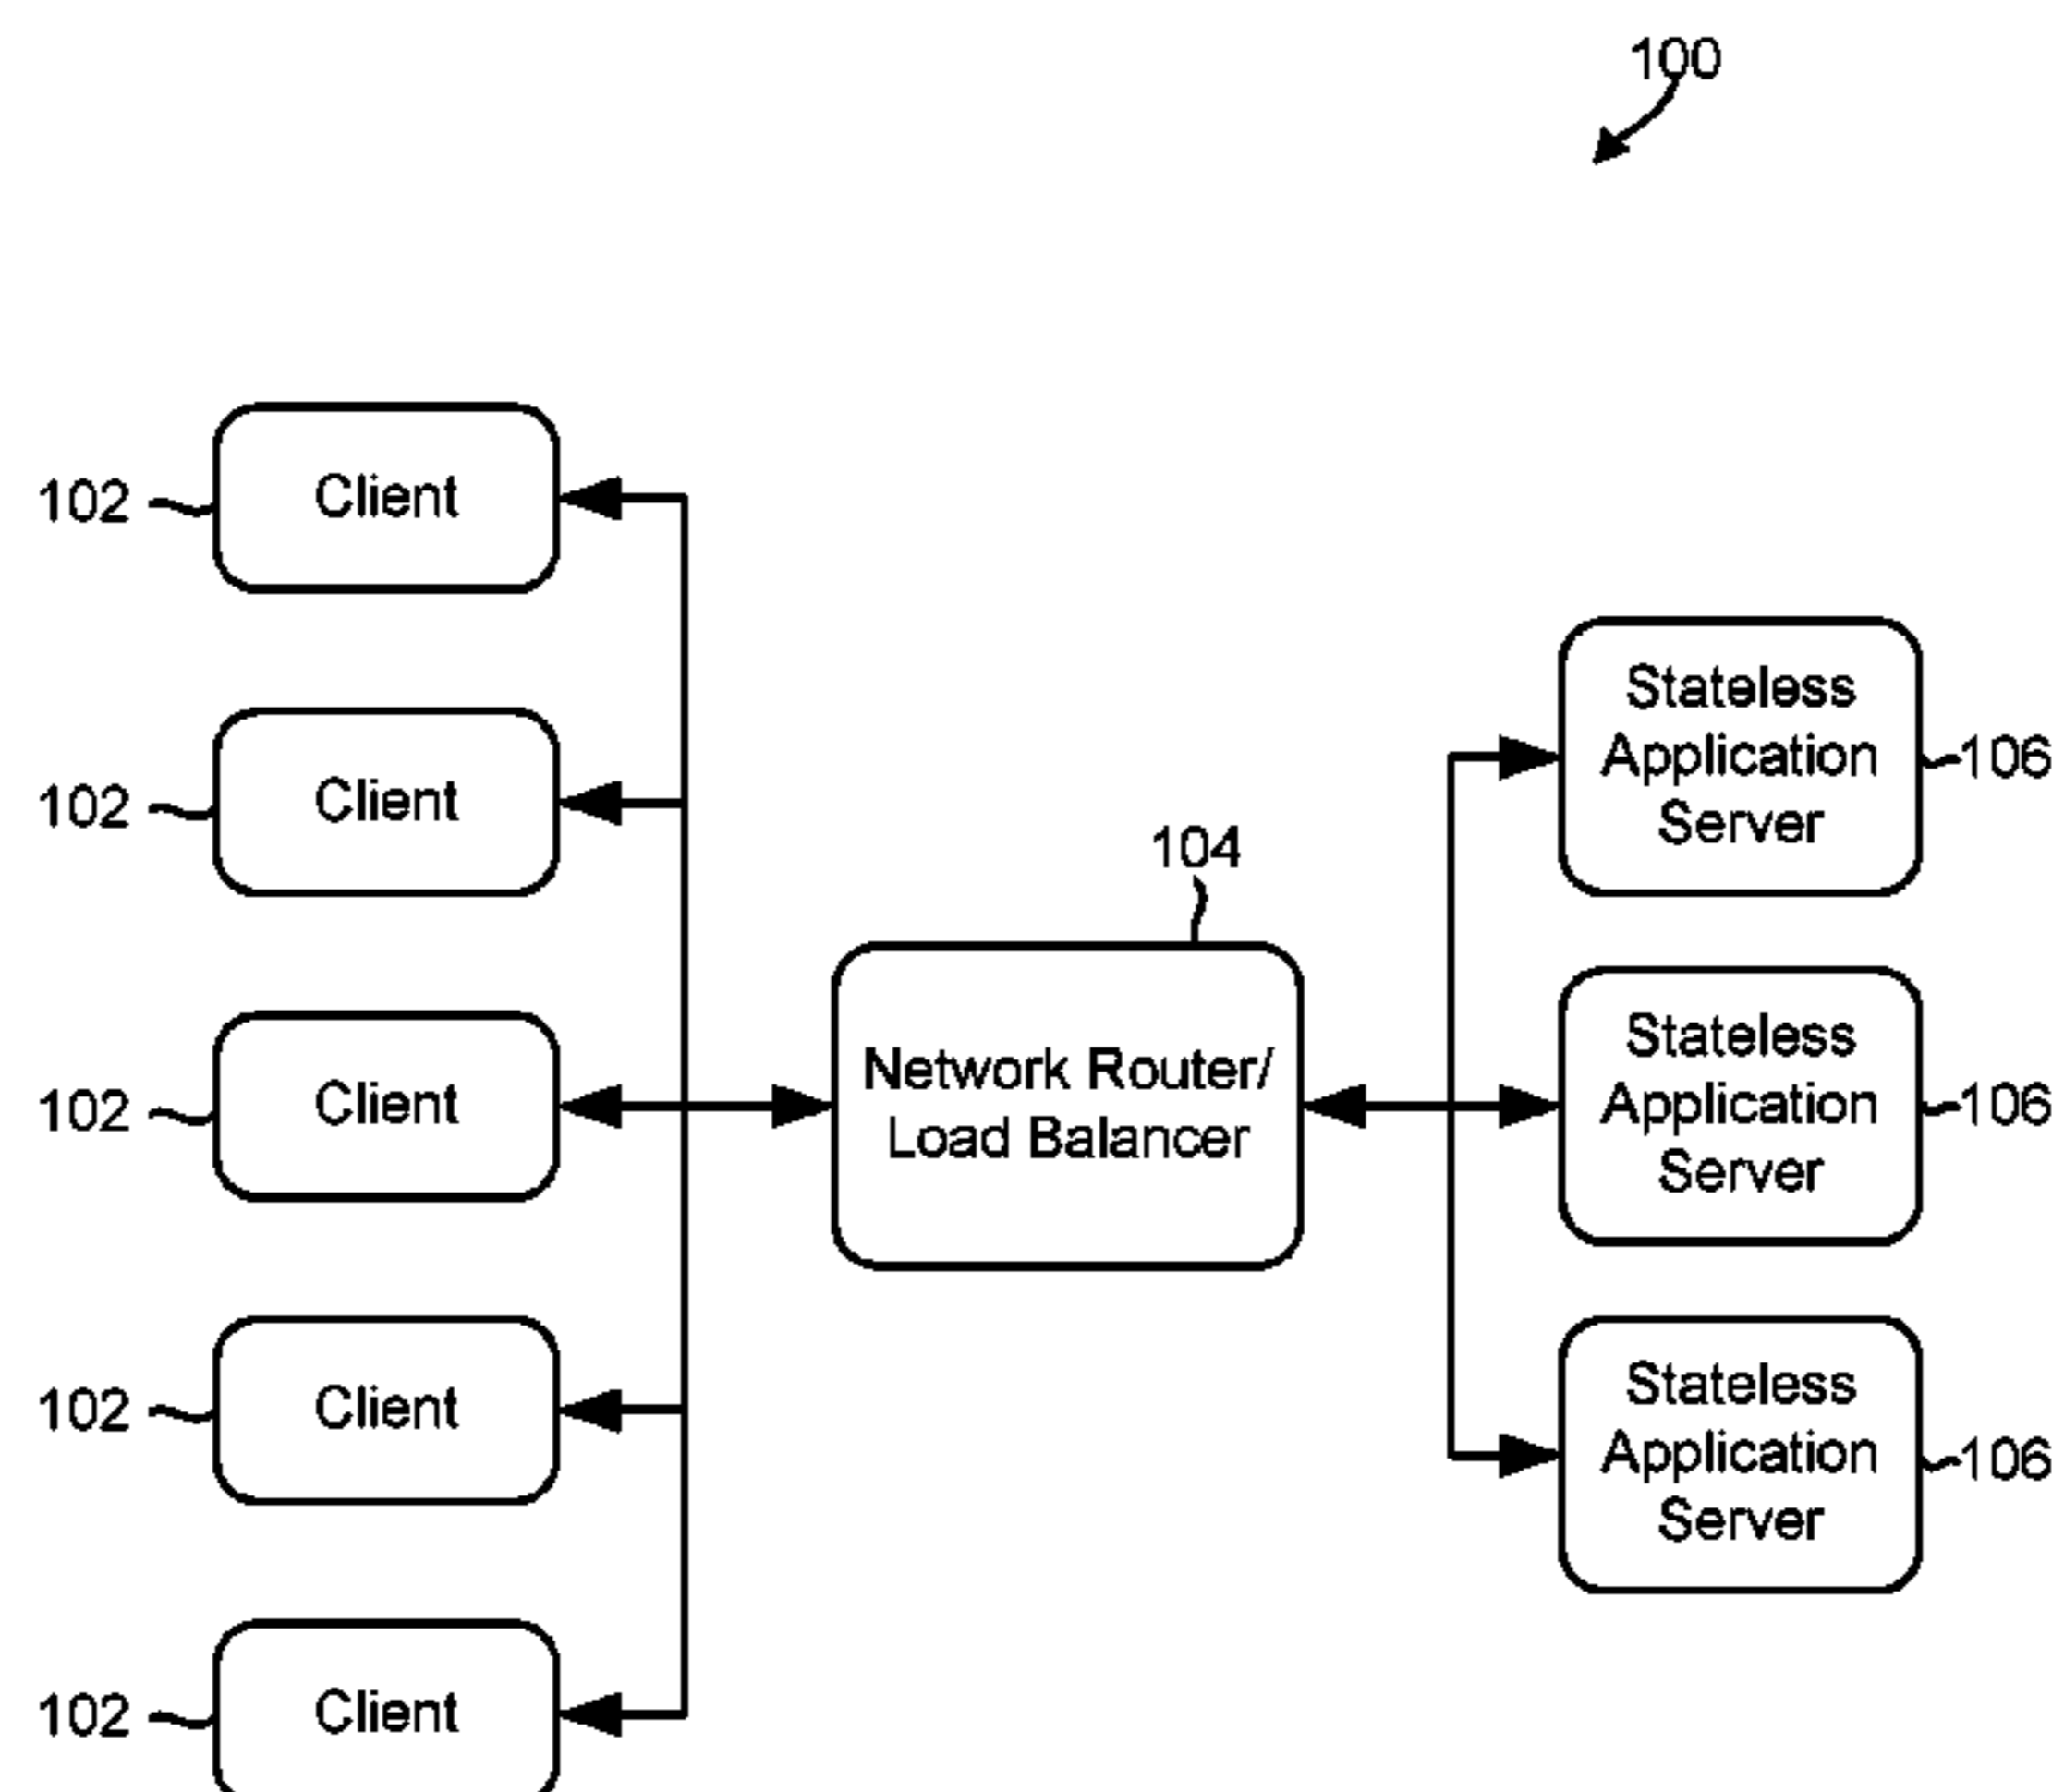 100
102
Client
102
Client
102
Client
102
Client
102
Client
104
Network Router/
Load Balancer
Stateless
Application
Server
106
Stateless
Application
Server
106
Stateless
Application
Server
106